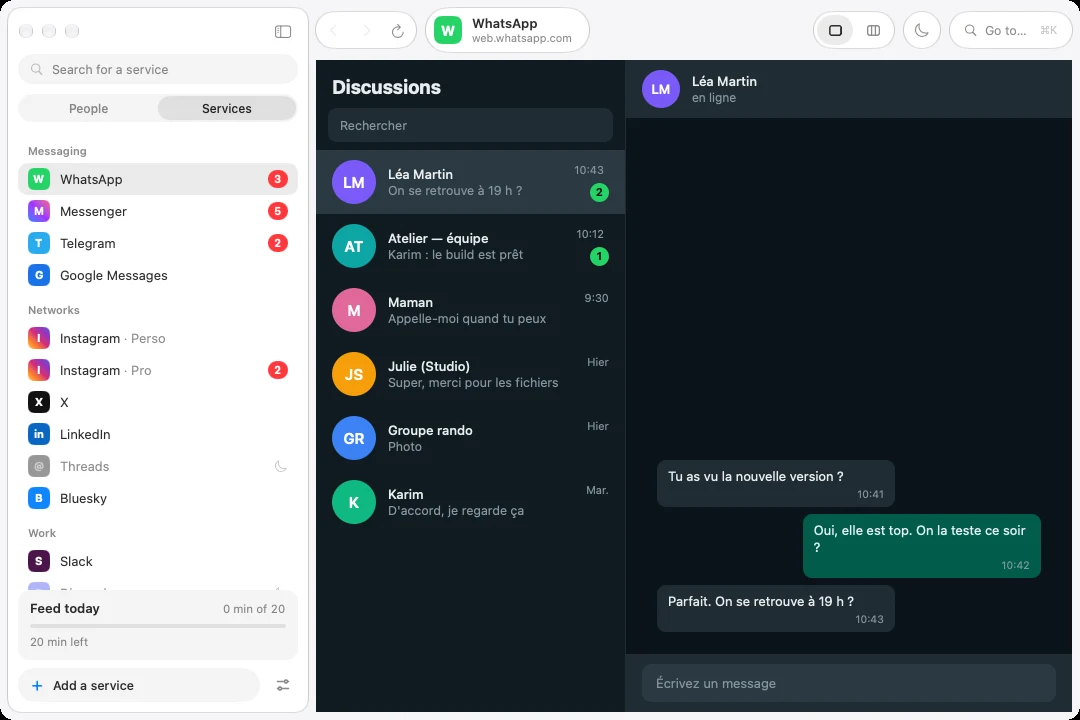 Search for a service
People
Services
Messaging
W WhatsApp 3
M Messenger 5
T Telegram 2
G Google Messages
Networks
I Instagram · Perso
I Instagram · Pro 2
X X
in LinkedIn
@ Threads
B Bluesky
Work
S Slack
Feed today 0 min of 20
20 min left
+ Add a service
W WhatsApp
web.whatsapp.com
Go to... ⌘K
Discussions
Rechercher
LM Léa Martin 10:43
On se retrouve à 19 h ? 2
AT Atelier — équipe 10:12
Karim : le build est prêt 1
M Maman 9:30
Appelle-moi quand tu peux
JS Julie (Studio) Hier
Super, merci pour les fichiers
GR Groupe rando Hier
Photo
K Karim Mar.
D'accord, je regarde ça
LM Léa Martin
en ligne
Tu as vu la nouvelle version ?
10:41
Oui, elle est top. On la teste ce soir
?
10:42
Parfait. On se retrouve à 19 h ?
10:43
Écrivez un message